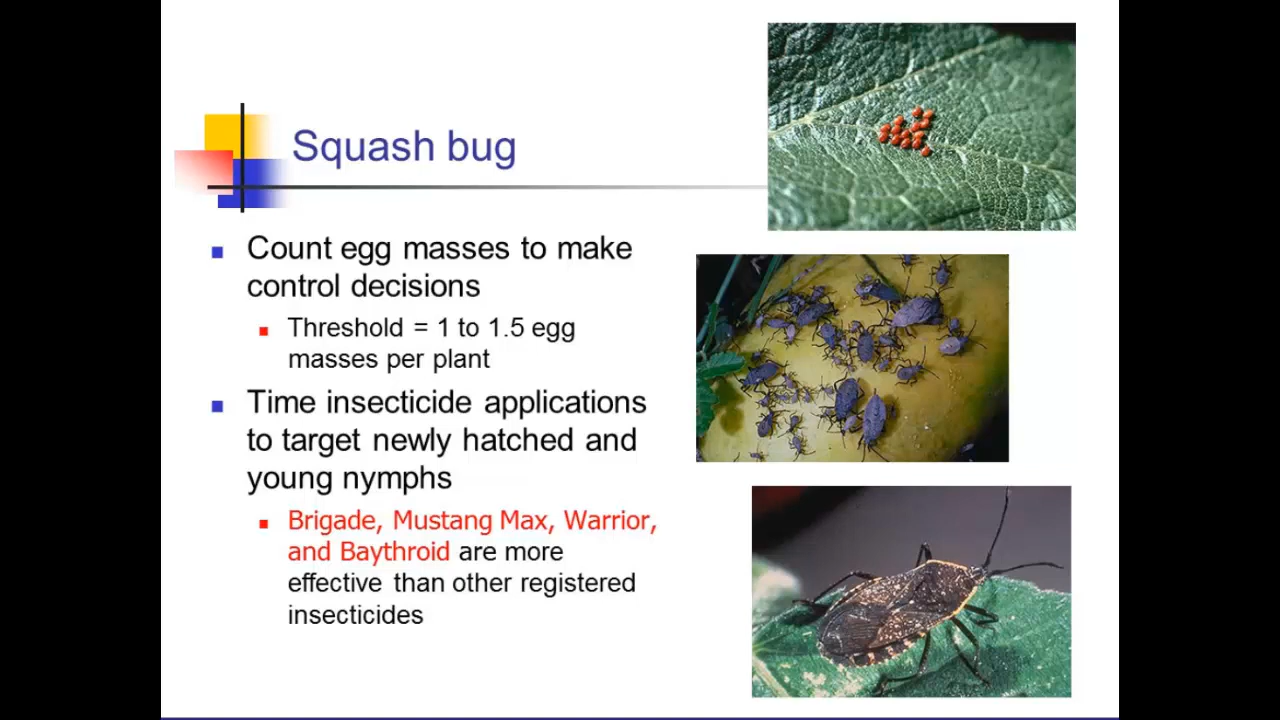 Squash bug
Count egg masses to make
control decisions
Threshold = 1 to 1.5 egg
masses per plant
Time insecticide applications
to target newly hatched and
young nymphs
Brigade, Mustang Max, Warrior,
and Baythroid are more
effective than other registered
insecticides